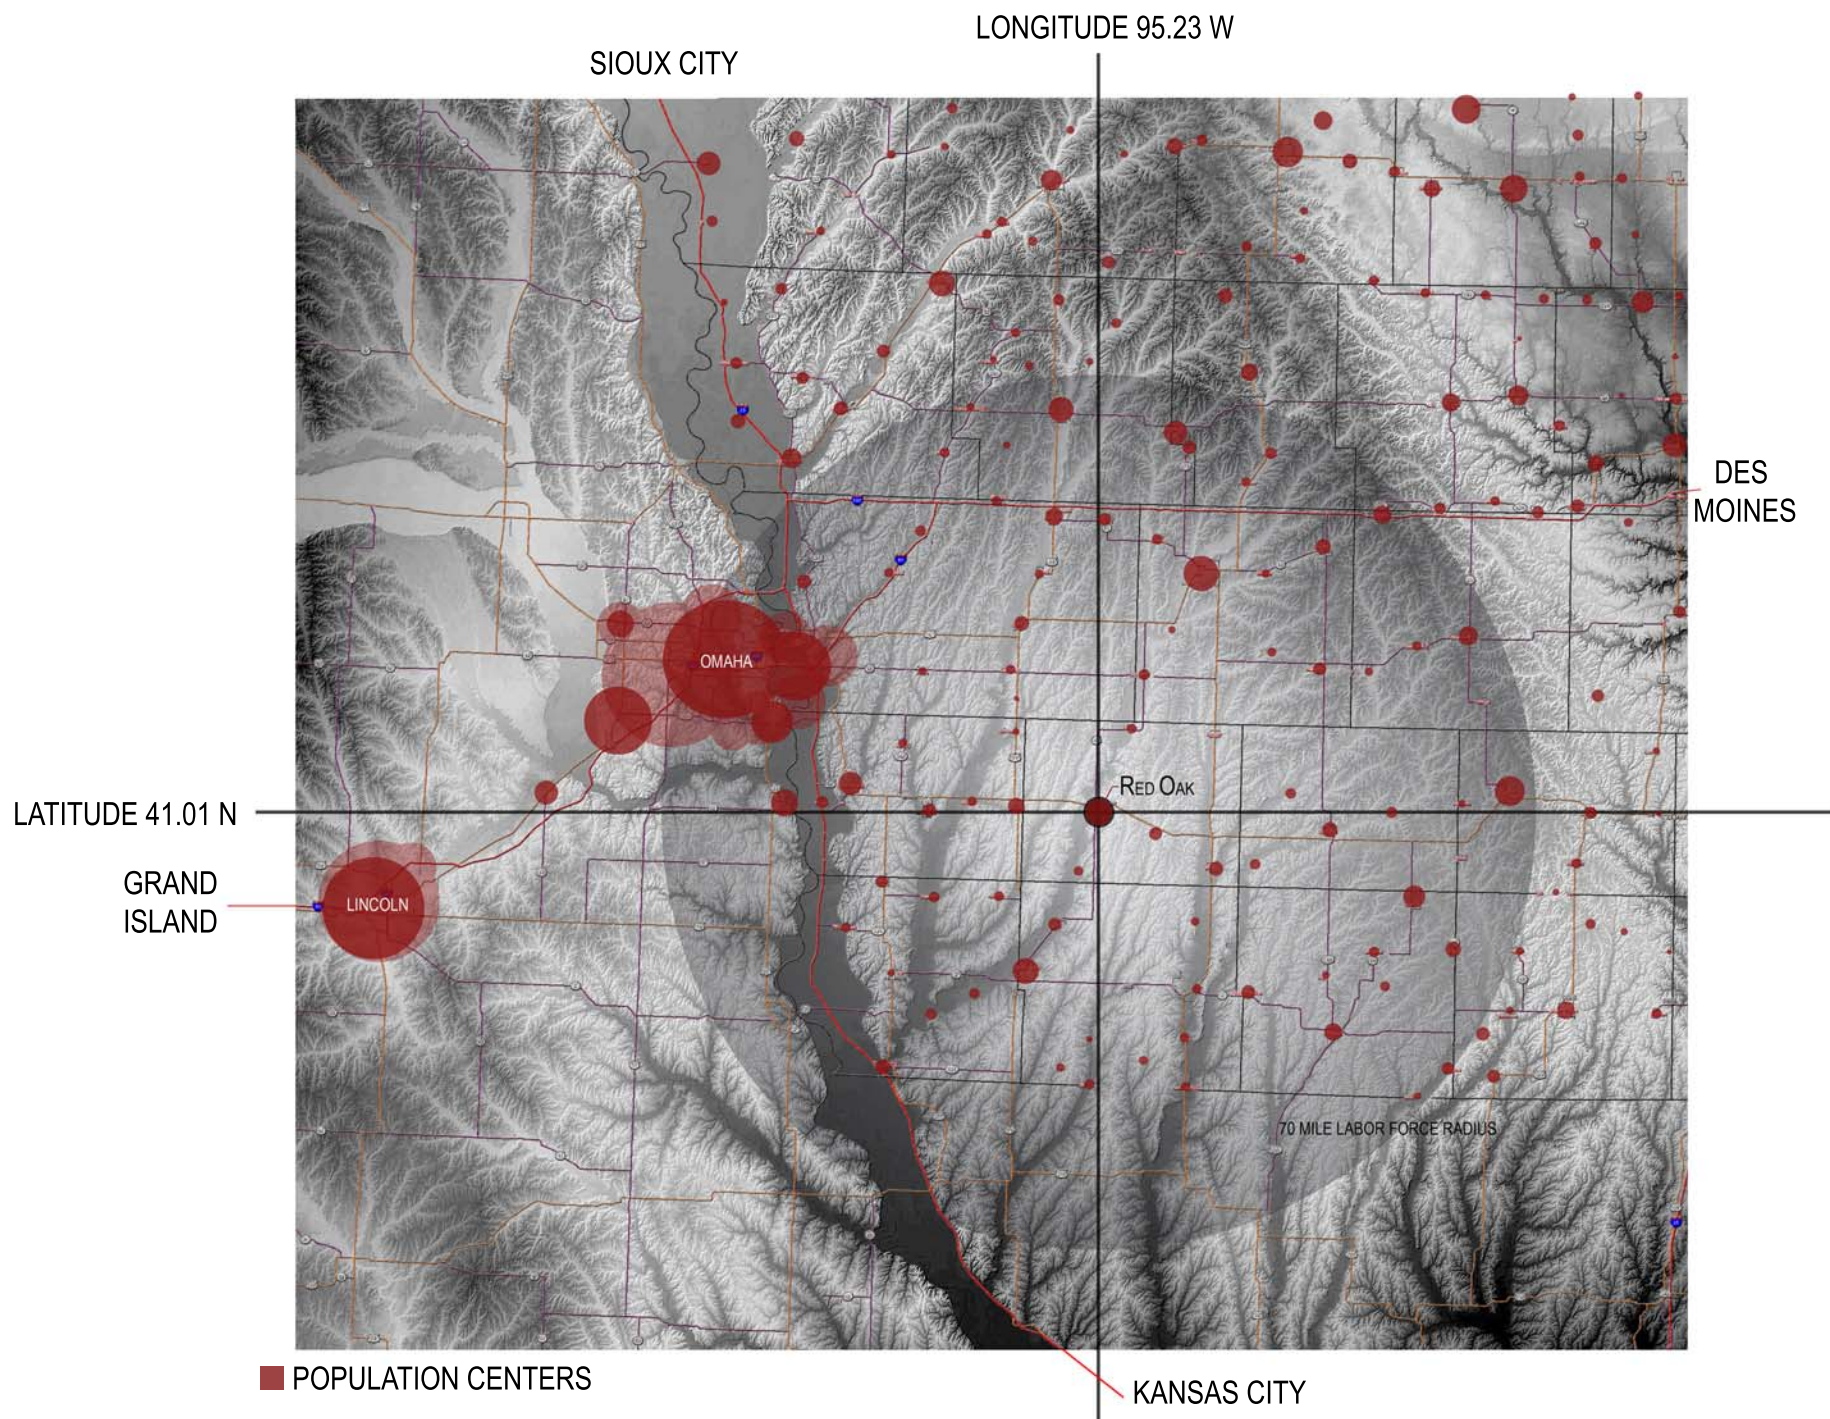 LONGITUDE 95.23 W
SIOUX CITY
DES
MOINES
OMAHA
RED OAK
LATITUDE 41.01 N
GRAND
ISLAND
LINCOLN
70 MILE LABOR FORCE RADIUS
POPULATION CENTERS
KANSAS CITY